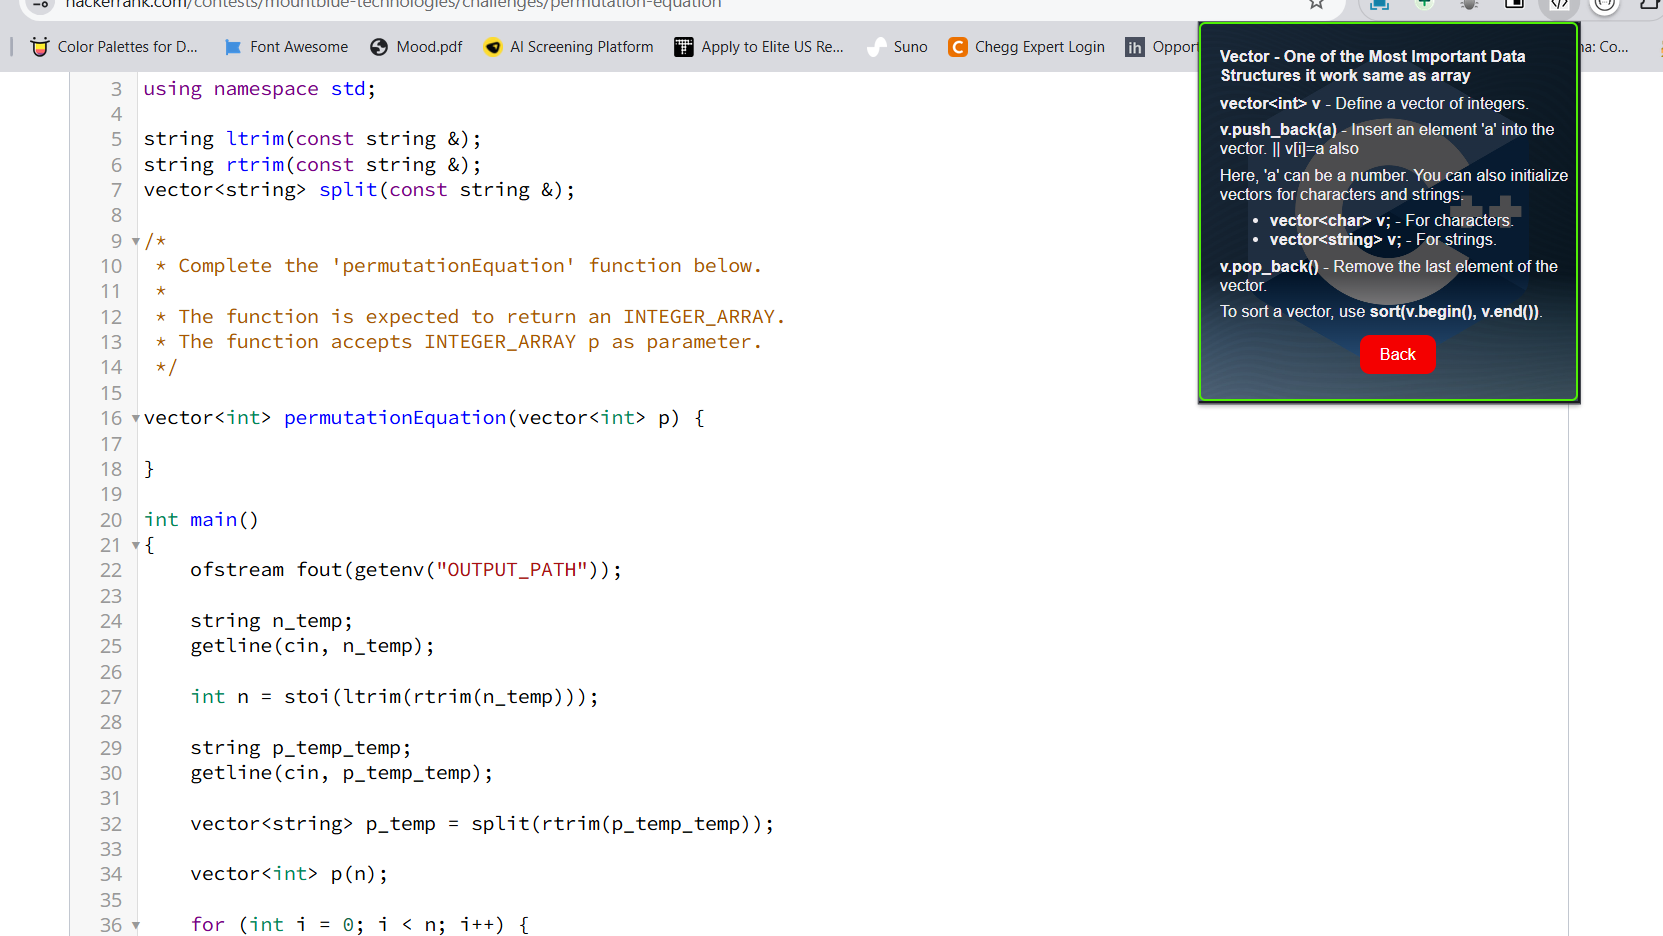 hackerrank.com/contests/mountblue-technologies/challenges/permutation-equation
Color Palettes for D...
Font Awesome
Mood.pdf
AI Screening Platform
Apply to Elite US Re...
Suno
C Chegg Expert Login
ih Oppor
na: Co...
3 using namespace std;
4
5 string ltrim(const string &);
6 string rtrim(const string &);
7 vector<string> split(const string &);
8
9 /*
10 * Complete the 'permutationEquation' function below.
11 *
12 * The function is expected to return an INTEGER_ARRAY.
13 * The function accepts INTEGER_ARRAY p as parameter.
14 */
15
16 vector<int> permutationEquation(vector<int> p) {
17
18 }
19
20 int main()
21 {
22 ofstream fout(getenv("OUTPUT_PATH"));
23
24 string n_temp;
25 getline(cin, n_temp);
26
27 int n = stoi(ltrim(rtrim(n_temp)));
28
29 string p_temp_temp;
30 getline(cin, p_temp_temp);
31
32 vector<string> p_temp = split(rtrim(p_temp_temp));
33
34 vector<int> p(n);
35
36 for (int i = 0; i < n; i++) {
Vector - One of the Most Important Data
Structures it work same as array
vector<int> v - Define a vector of integers.
v.push_back(a) - Insert an element 'a' into the
vector. || v[i]=a also
Here, 'a' can be a number. You can also initialize
vectors for characters and strings:
• vector<char> v; - For characters.
• vector<string> v; - For strings.
v.pop_back() - Remove the last element of the
vector.
To sort a vector, use sort(v.begin(), v.end()).
Back